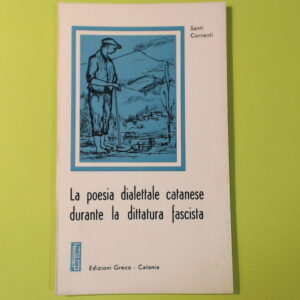 Santi
Correnti
La poesia dialettale catanese
durante la dittatura fascista
Edizioni Greco - Catania